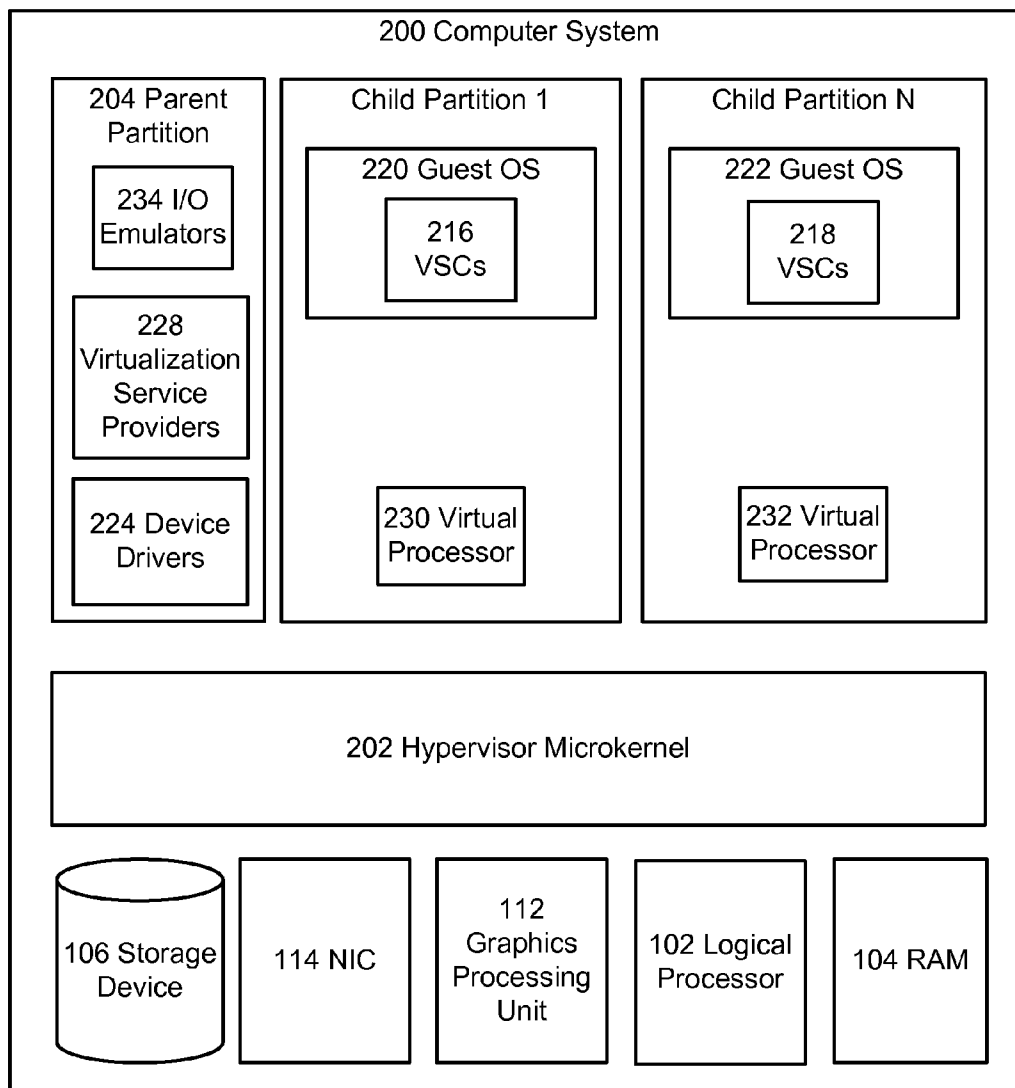 200 Computer System
204 Parent
Partition
234 I/O
Emulators
228
Virtualization
Service
Providers
224 Device
Drivers
Child Partition 1
220 Guest OS
216
VSCs
230 Virtual
Processor
Child Partition N
222 Guest OS
218
VSCs
232 Virtual
Processor
202 Hypervisor Microkernel
106 Storage
Device
114 NIC
112
Graphics
Processing
Unit
102 Logical
Processor
104 RAM